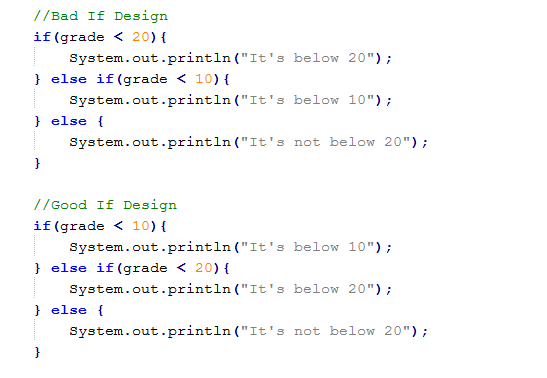 //Bad If Design
if(grade < 20){
    System.out.println("It's below 20");
} else if(grade < 10){
    System.out.println("It's below 10");
} else {
    System.out.println("It's not below 20");
}

//Good If Design
if(grade < 10){
    System.out.println("It's below 10");
} else if(grade < 20){
    System.out.println("It's below 20");
} else {
    System.out.println("It's not below 20");
}